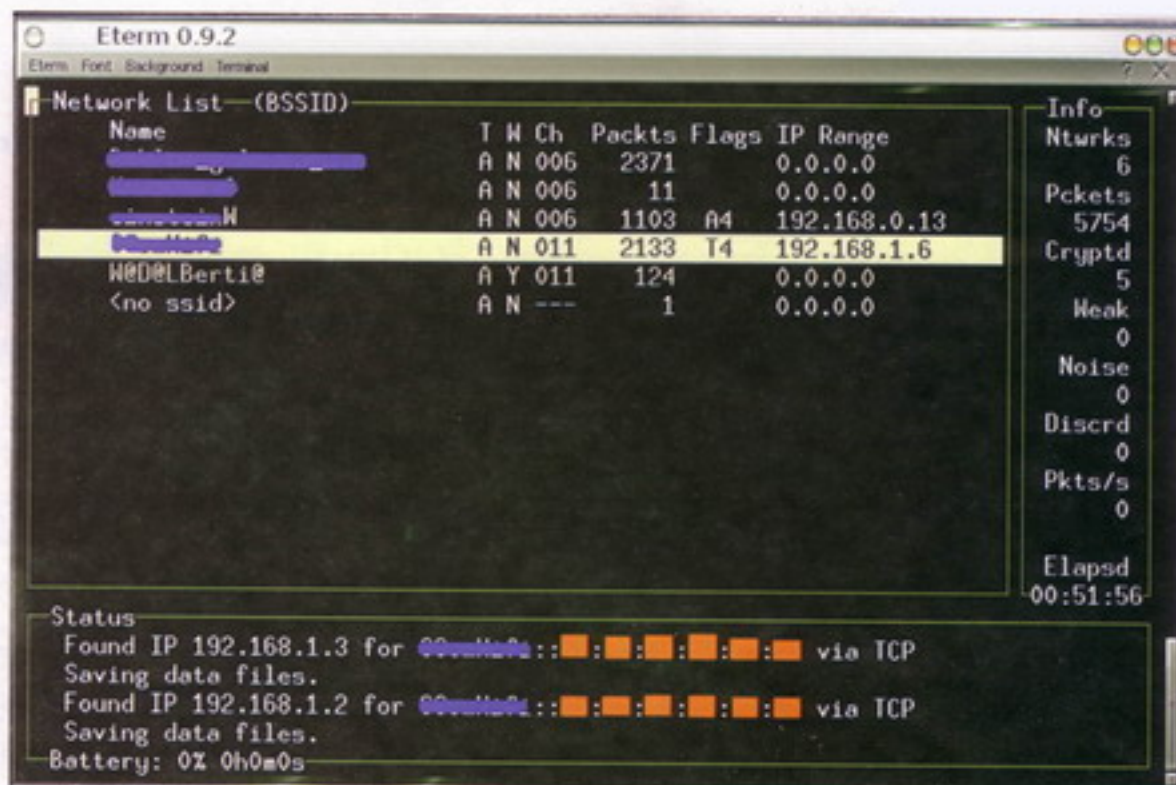 Eterm 0.9.2
Eterm Font Background Terminal ? X
Network List—(BSSID)
Name T W Ch Packts Flags IP Range
A N 006 2371 0.0.0.0
A N 006 11 0.0.0.0
W A N 006 1103 A4 192.168.0.13
A N 011 2133 T4 192.168.1.6
W@D@LBerti@ A Y 011 124 0.0.0.0
<no ssid> A N --- 1 0.0.0.0
Info
Ntwrks
6
Pckets
5754
Cryptd
5
Weak
0
Noise
0
Discrd
0
Pkts/s
0
Elapsd
00:51:56
Status
Found IP 192.168.1.3 for :: : : : : : via TCP
Saving data files.
Found IP 192.168.1.2 for :: : : : : : via TCP
Saving data files.
Battery: 0% 0h0m0s